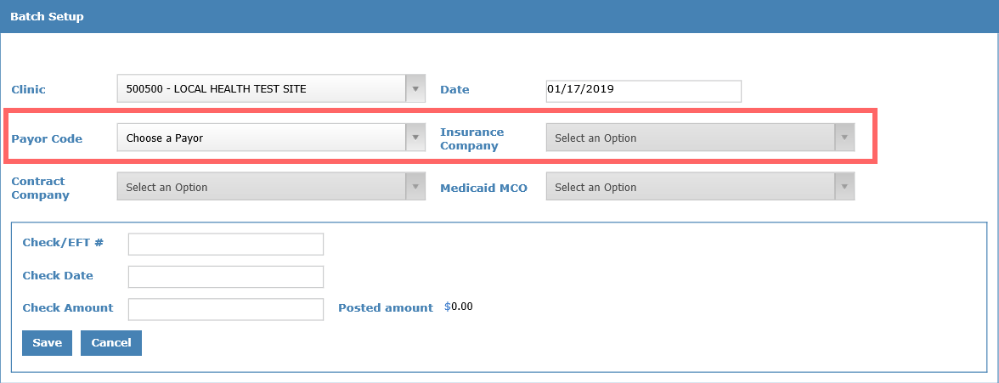 Batch Setup
Clinic 500500 - LOCAL HEALTH TEST SITE Date 01/17/2019
Payor Code Choose a Payor Insurance Company Select an Option
Contract Company Select an Option Medicaid MCO Select an Option
Check/EFT #
Check Date
Check Amount Posted amount $0.00
Save Cancel